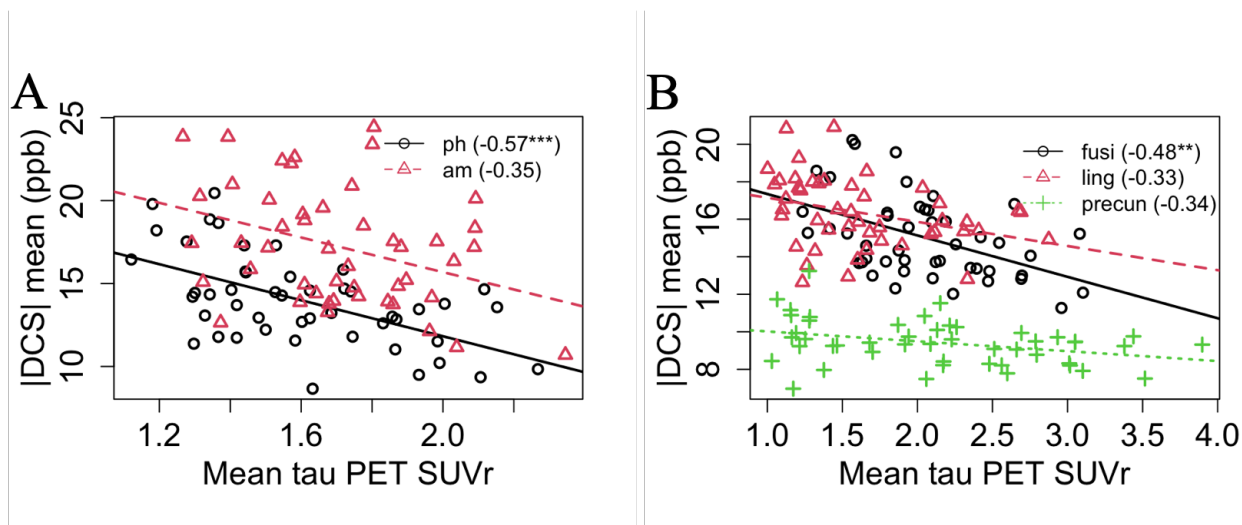 A
|DCS| mean (ppb)
25
20
15
10
ph (-0.57***)
am (-0.35)
1.2
1.6
2.0
Mean tau PET SUVr
B
|DCS| mean (ppb)
20
16
12
8
fusi (-0.48**)
ling (-0.33)
precun (-0.34)
1.0
1.5
2.0
2.5
3.0
3.5
4.0
Mean tau PET SUVr